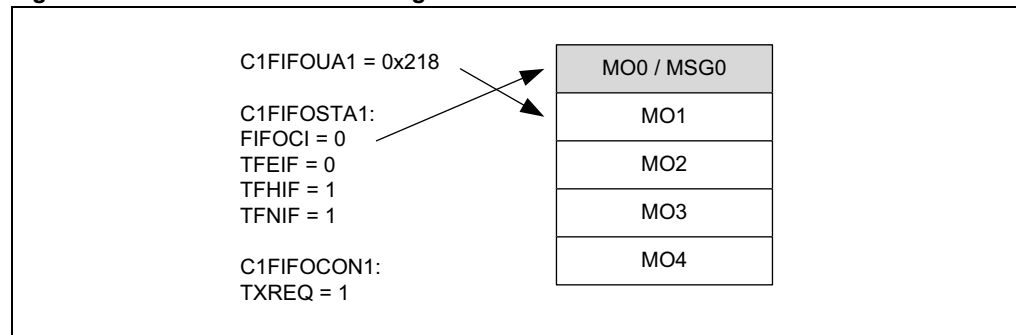 C1FIFOUA1 = 0x218
C1FIFOSTA1:
FIFOCI = 0
TFEIF = 0
TFHIF = 1
TFNIF = 1
C1FIFOCON1:
TXREQ = 1
MO0 / MSG0
MO1
MO2
MO3
MO4